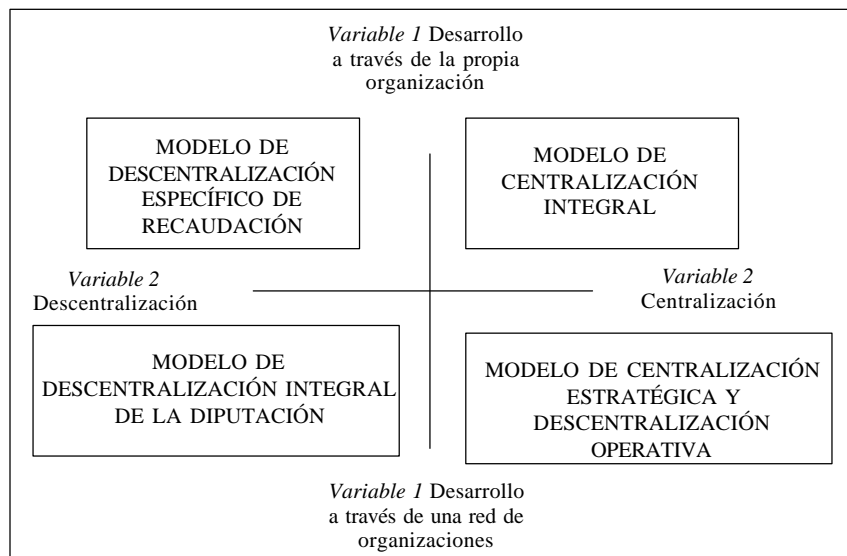 Variable 1 Desarrollo
a través de la propia
organización
MODELO DE
DESCENTRALIZACIÓN
ESPECÍFICO DE
RECAUDACIÓN
MODELO DE
CENTRALIZACIÓN
INTEGRAL
Variable 2
Descentralización
Variable 2
Centralización
MODELO DE
DESCENTRALIZACIÓN INTEGRAL
DE LA DIPUTACIÓN
MODELO DE CENTRALIZACIÓN
ESTRATÉGICA Y
DESCENTRALIZACIÓN
OPERATIVA
Variable 1 Desarrollo
a través de una red de
organizaciones